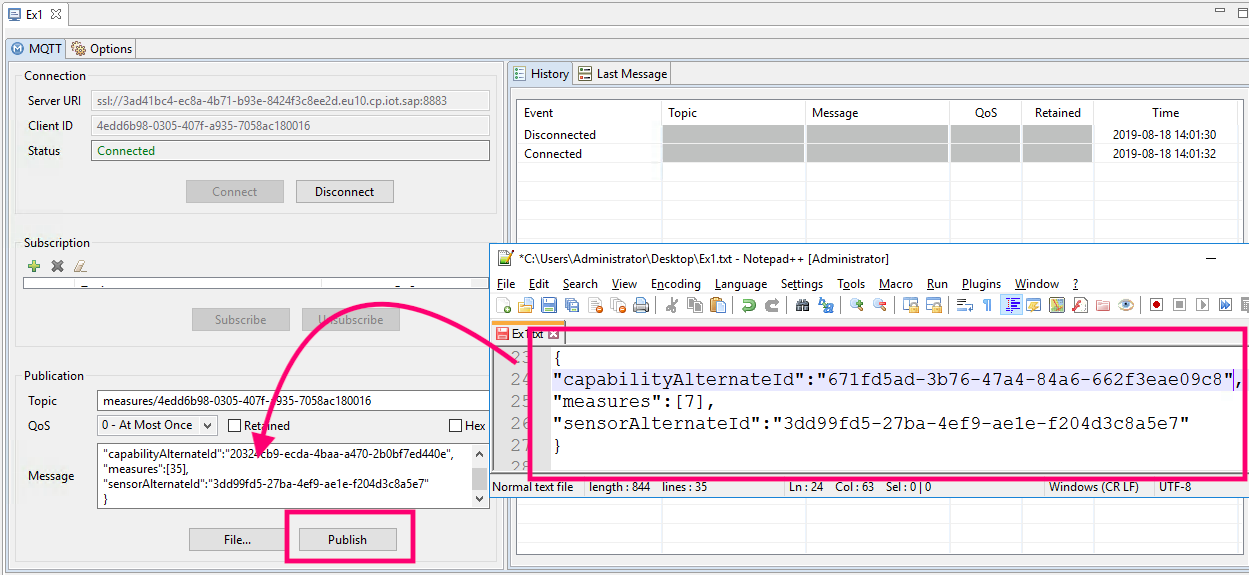 Ex1
MQTT Options
Connection
Server URI ssl://3ad41bc4-ec8a-4b71-b93e-8424f3c8ee2d.eu10.cp.iot.sap:8883
Client ID 4edd6b98-0305-407f-a935-7058ac180016
Status Connected
Connect Disconnect
Subscription
Subscribe Unsubscribe
Publication
Topic measures/4edd6b98-0305-407f-a935-7058ac180016
QoS 0 - At Most Once Retained Hex
Message
"capabilityAlternateId":"20324cb9-ecda-4baa-a470-2b0bf7ed440e",
"measures":[35],
"sensorAlternateId":"3dd99fd5-27ba-4ef9-ae1e-f204d3c8a5e7"
}
File... Publish
History Last Message
Event Topic Message QoS Retained Time
Disconnected 2019-08-18 14:01:30
Connected 2019-08-18 14:01:32
*C:\Users\Administrator\Desktop\Ex1.txt - Notepad++ [Administrator]
File Edit Search View Encoding Language Settings Tools Macro Run Plugins Window ?
Ex1.txt
23 {
24 "capabilityAlternateId":"671fd5ad-3b76-47a4-84a6-662f3eae09c8",
25 "measures":[7],
26 "sensorAlternateId":"3dd99fd5-27ba-4ef9-ae1e-f204d3c8a5e7"
27 }
28
Normal text file length : 844 lines : 35 Ln : 24 Col : 63 Sel : 0 | 0 Windows (CR LF) UTF-8